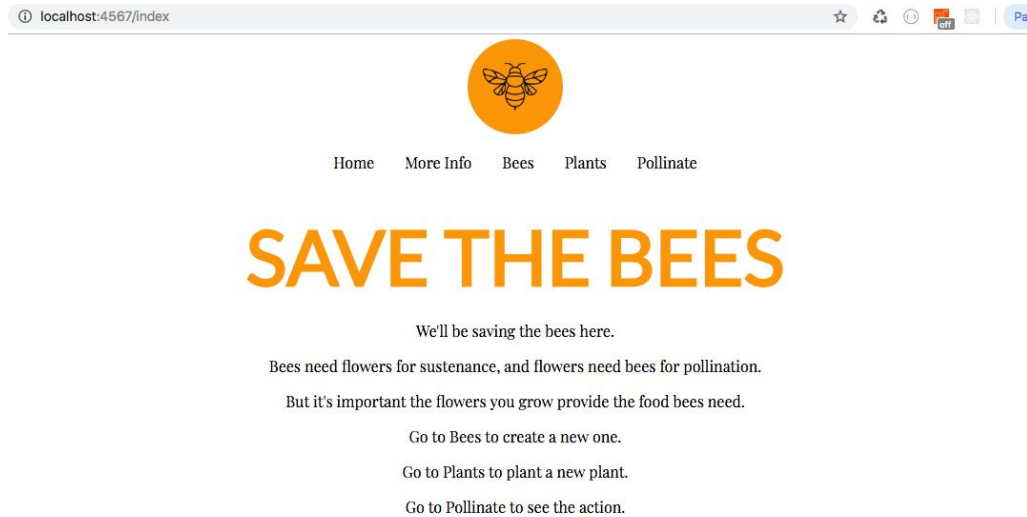 localhost:4567/index
off
Pa
Home More Info Bees Plants Pollinate
SAVE THE BEES
We'll be saving the bees here.
Bees need flowers for sustenance, and flowers need bees for pollination.
But it's important the flowers you grow provide the food bees need.
Go to Bees to create a new one.
Go to Plants to plant a new plant.
Go to Pollinate to see the action.